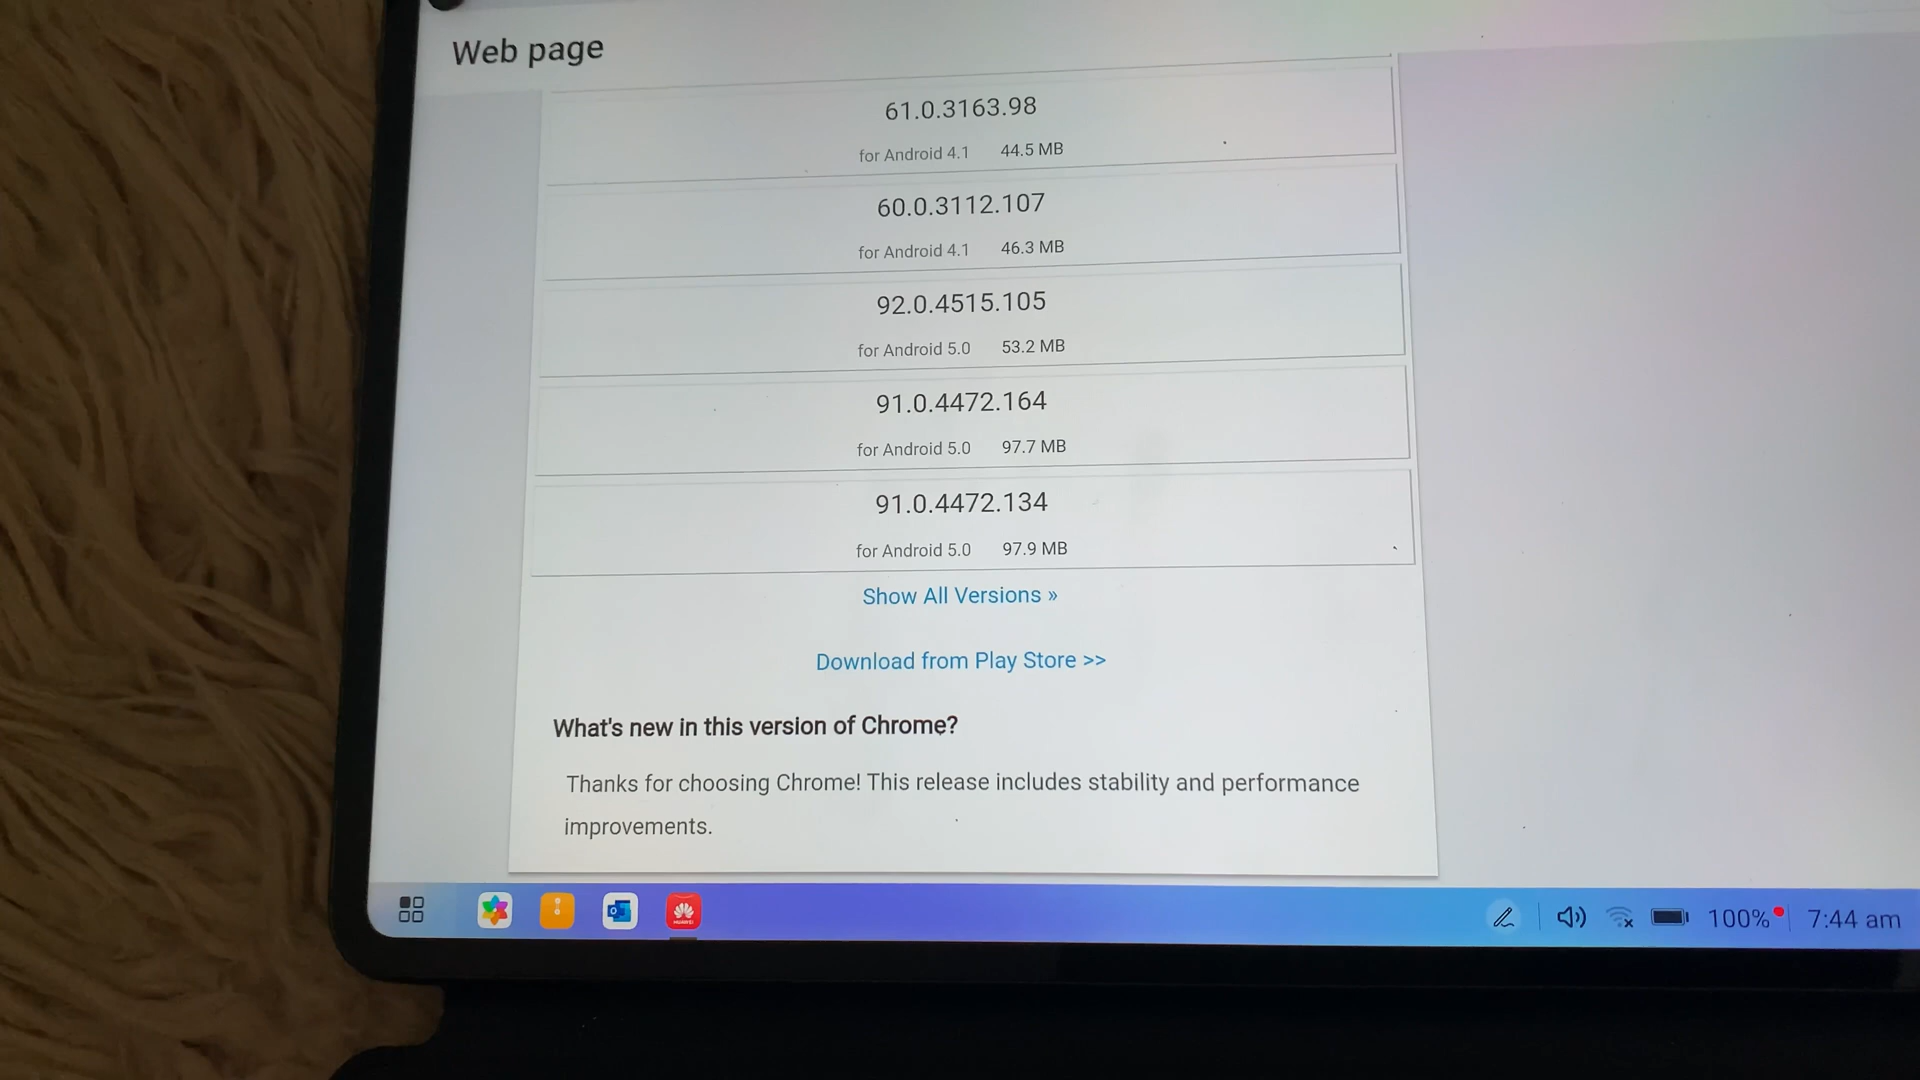 Web page
61.0.3163.98
for Android 4.1 44.5 MB
60.0.3112.107
for Android 4.1 46.3 MB
92.0.4515.105
for Android 5.0 53.2 MB
91.0.4472.164
for Android 5.0 97.7 MB
91.0.4472.134
for Android 5.0 97.9 MB
Show All Versions »
Download from Play Store >>
What's new in this version of Chrome?
Thanks for choosing Chrome! This release includes stability and performance
improvements.
HUAWEI
100% 7:44 am